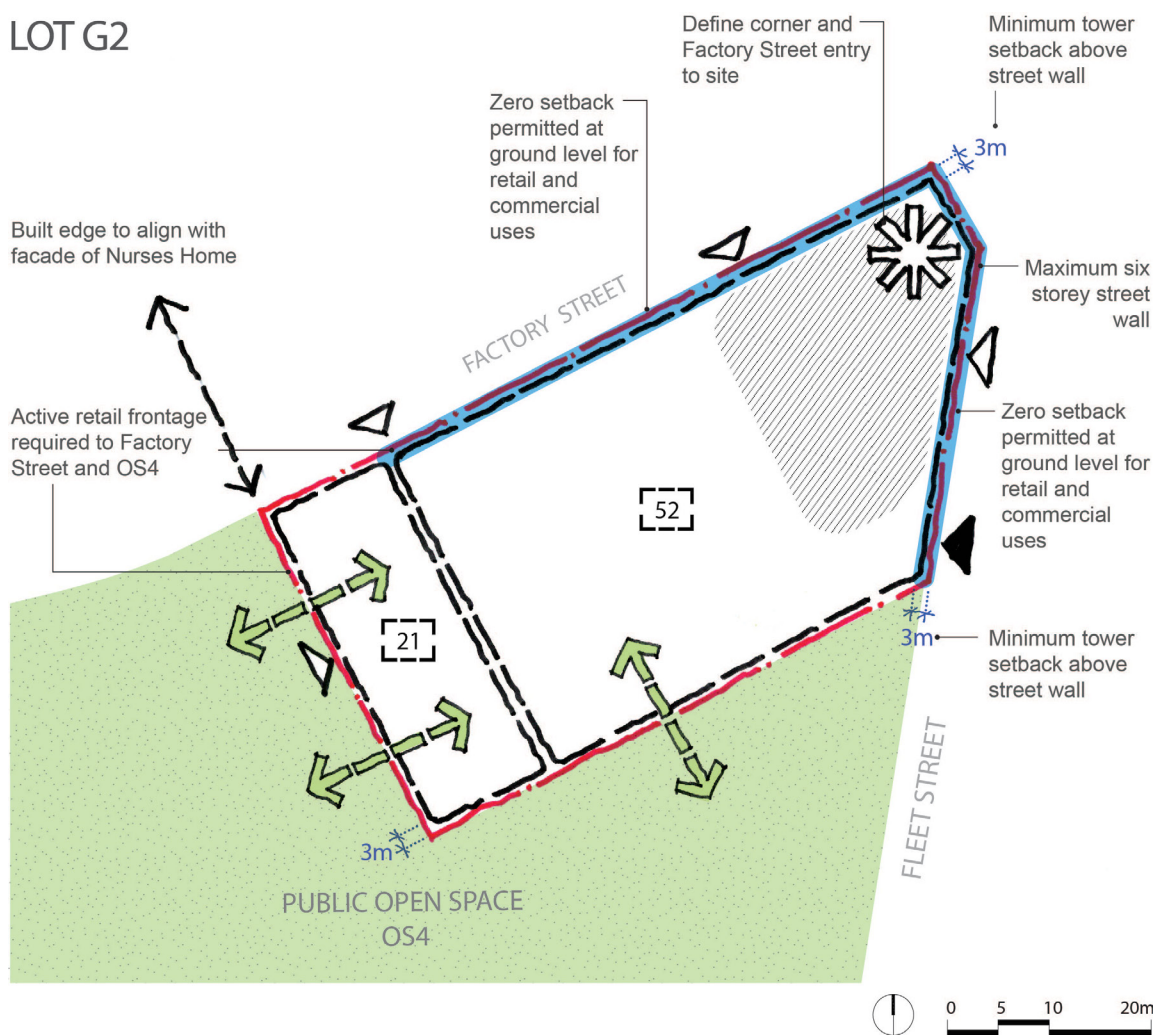 LOT G2
Define corner and
Factory Street entry
to site
Minimum tower
setback above
street wall
Zero setback
permitted at
ground level for
retail and
commercial
uses
3m
Built edge to align with
facade of Nurses Home
Maximum six
storey street
wall
FACTORY STREET
Active retail frontage
required to Factory
Street and OS4
Zero setback
permitted at
ground level for
retail and
commercial
uses
52
21
3m
Minimum tower
setback above
street wall
FLEET STREET
3m
PUBLIC OPEN SPACE
OS4
0 5 10 20m